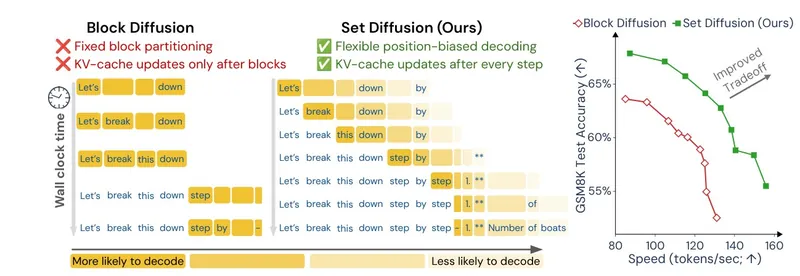 Block Diffusion
❌ Fixed block partitioning
❌ KV-cache updates only after blocks
Let's down
Let's break down
Let's break this down
Let's break this down step
Let's break this down step by -
Wall clock time
Set Diffusion (Ours)
✅ Flexible position-biased decoding
✅ KV-cache updates after every step
Let's down by
Let's break down by
Let's break this down by
Let's break this down step by **
Let's break this down step by step 1. **
Let's break this down step by step 1. ** of
Let's break this down step by step - 1. ** Number of boats
More likely to decode
Less likely to decode
Block Diffusion Set Diffusion (Ours)
Improved
Tradeoff
GSM8K Test Accuracy (↑)
65%
60%
55%
80 100 120 140 160
Speed (tokens/sec; ↑)